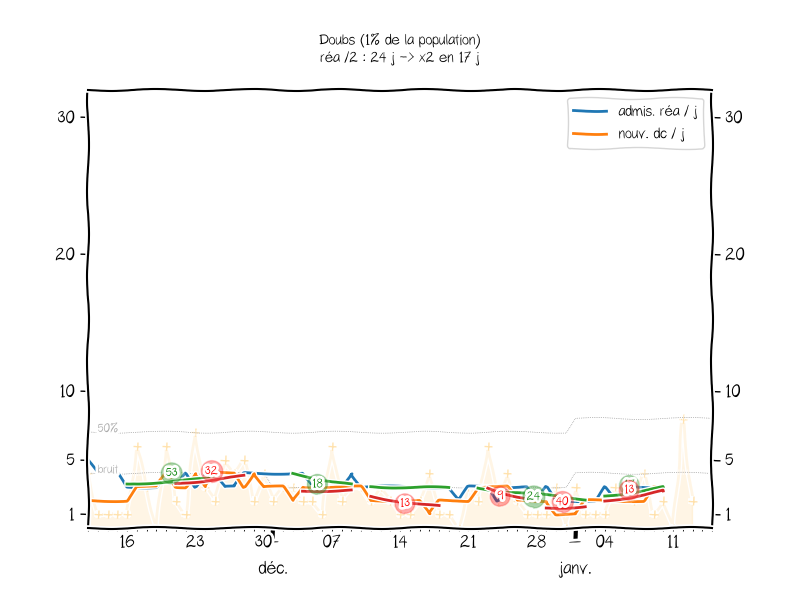 Doubs (1% de la population)
réa /2 : 24 j -> x2 en 17 j
admis. réa / j
nouv. dc / j
30 30
20 20
10 10
5 5
1 1
50%
bruit
53 32 18 13 9 24 40 13
16 23 30 07 14 21 28 04 11
déc. janv.